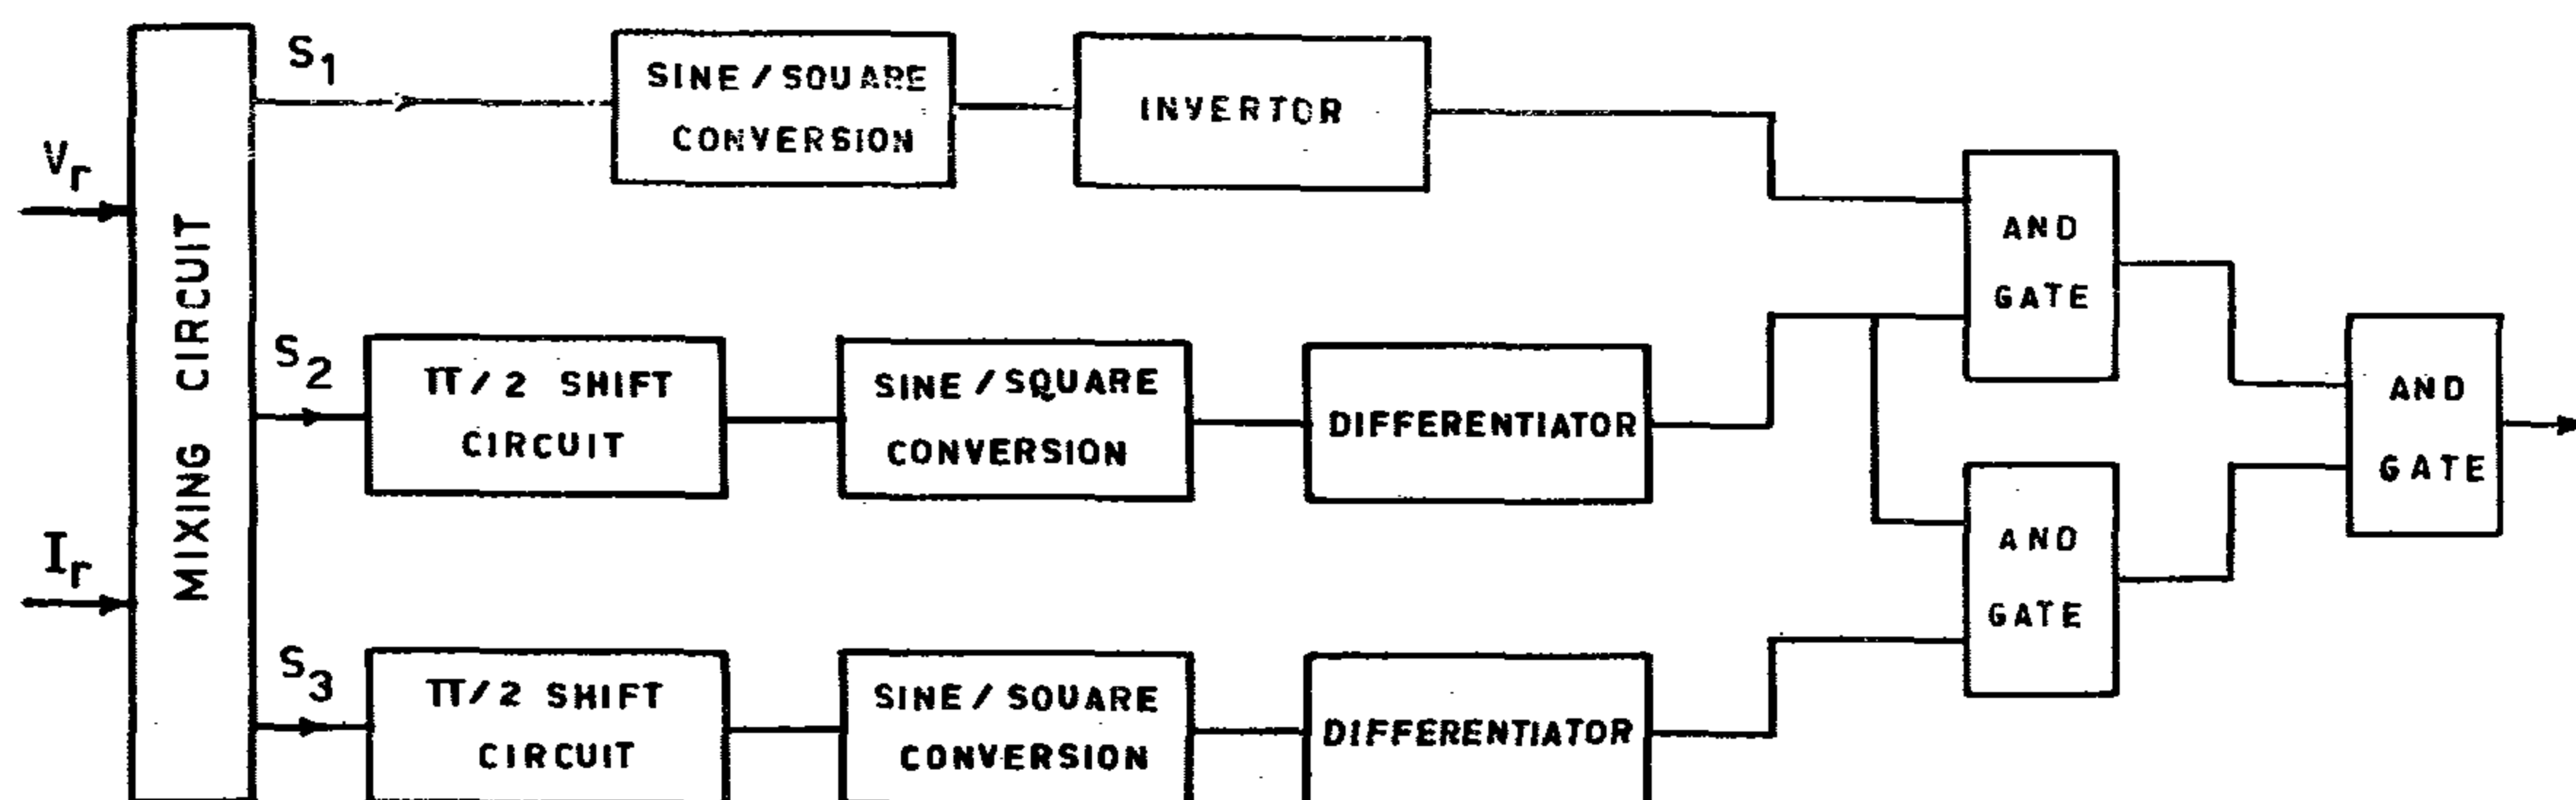 S1
SINE / SQUARE
CONVERSION
INVERTOR
Vr
MIXING CIRCUIT
AND
GATE
S2
π/2 SHIFT
CIRCUIT
SINE / SQUARE
CONVERSION
DIFFERENTIATOR
AND
GATE
Ir
AND
GATE
S3
π/2 SHIFT
CIRCUIT
SINE / SQUARE
CONVERSION
DIFFERENTIATOR